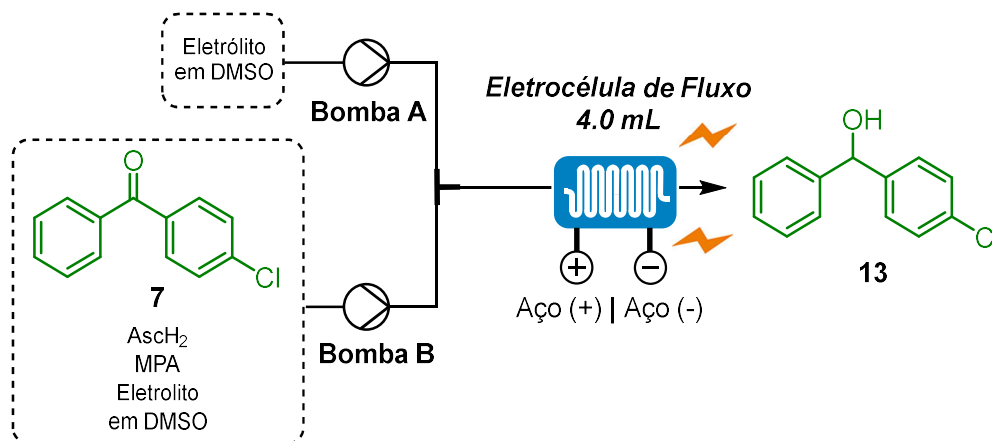 Eletrólito
em DMSO
Bomba A
Eletrocélula de Fluxo
4.0 mL
OH
O
Cl
7
AscH2
MPA
Eletrolito
em DMSO
Bomba B
+ −
Aço (+) | Aço (-)
C
13